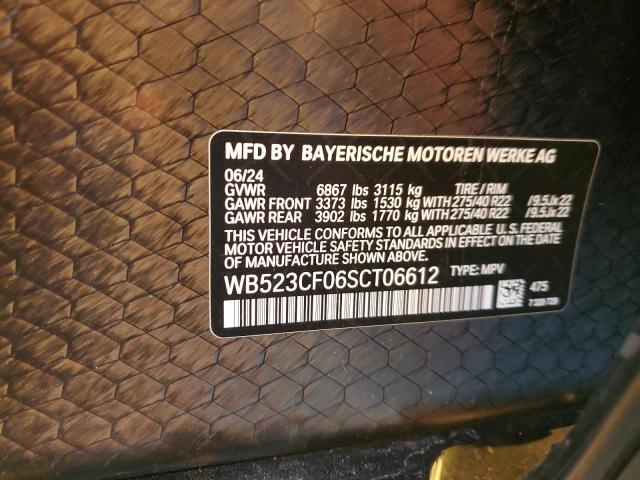 MFD BY BAYERISCHE MOTOREN WERKE AG
06/24
GVWR 6867 lbs 3115 kg TIRE / RIM
GAWR FRONT 3373 lbs 1530 kg WITH 275/40 R22 /9.5Jx22
GAWR REAR 3902 lbs 1770 kg WITH 275/40 R22 /9.5Jx22
THIS VEHICLE CONFORMS TO ALL APPLICABLE U.S. FEDERAL
MOTOR VEHICLE SAFETY STANDARDS IN EFFECT ON THE DATE
OF MANUFACTURE SHOWN ABOVE.
WB523CF06SCT06612 TYPE: MPV
475